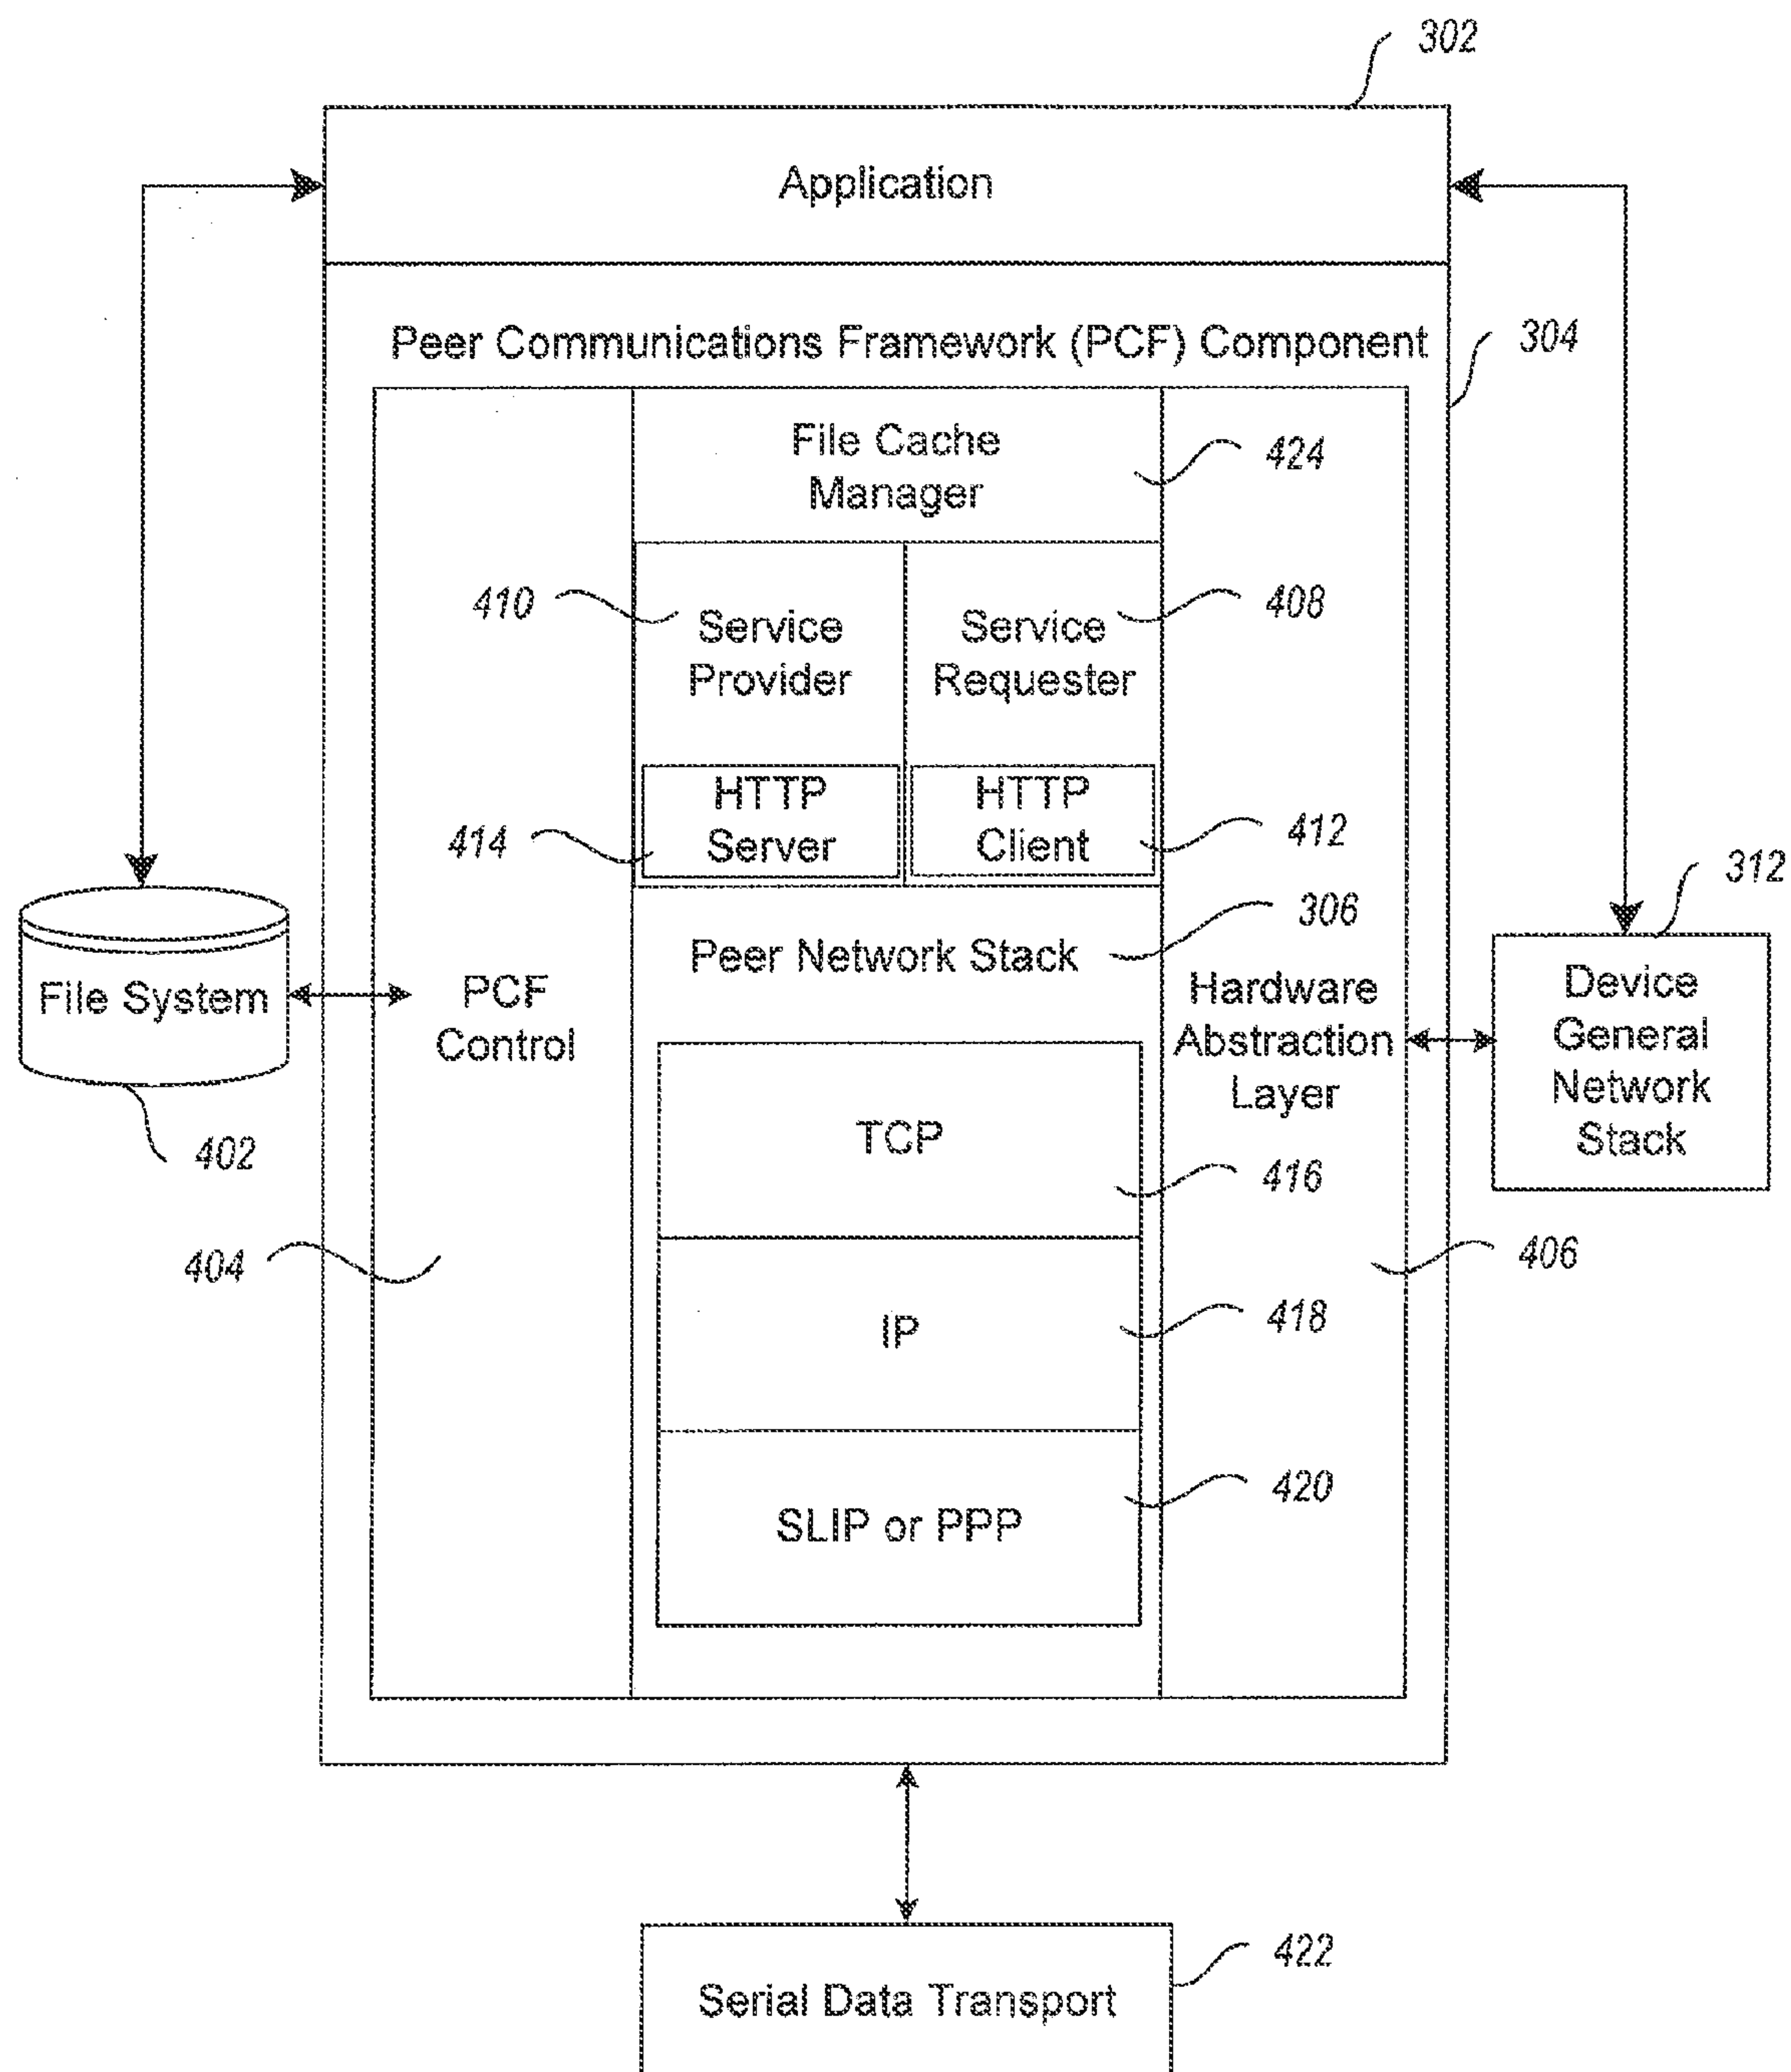 302
Application
Peer Communications Framework (PCF) Component
304
File Cache
Manager
424
410
Service
Provider
Service
Requester
408
HTTP
Server
414
HTTP
Client
412
306
Peer Network Stack
312
File System
402
PCF
Control
404
Hardware
Abstraction
Layer
406
Device
General
Network
Stack
TCP
416
IP
418
SLIP or PPP
420
422
Serial Data Transport